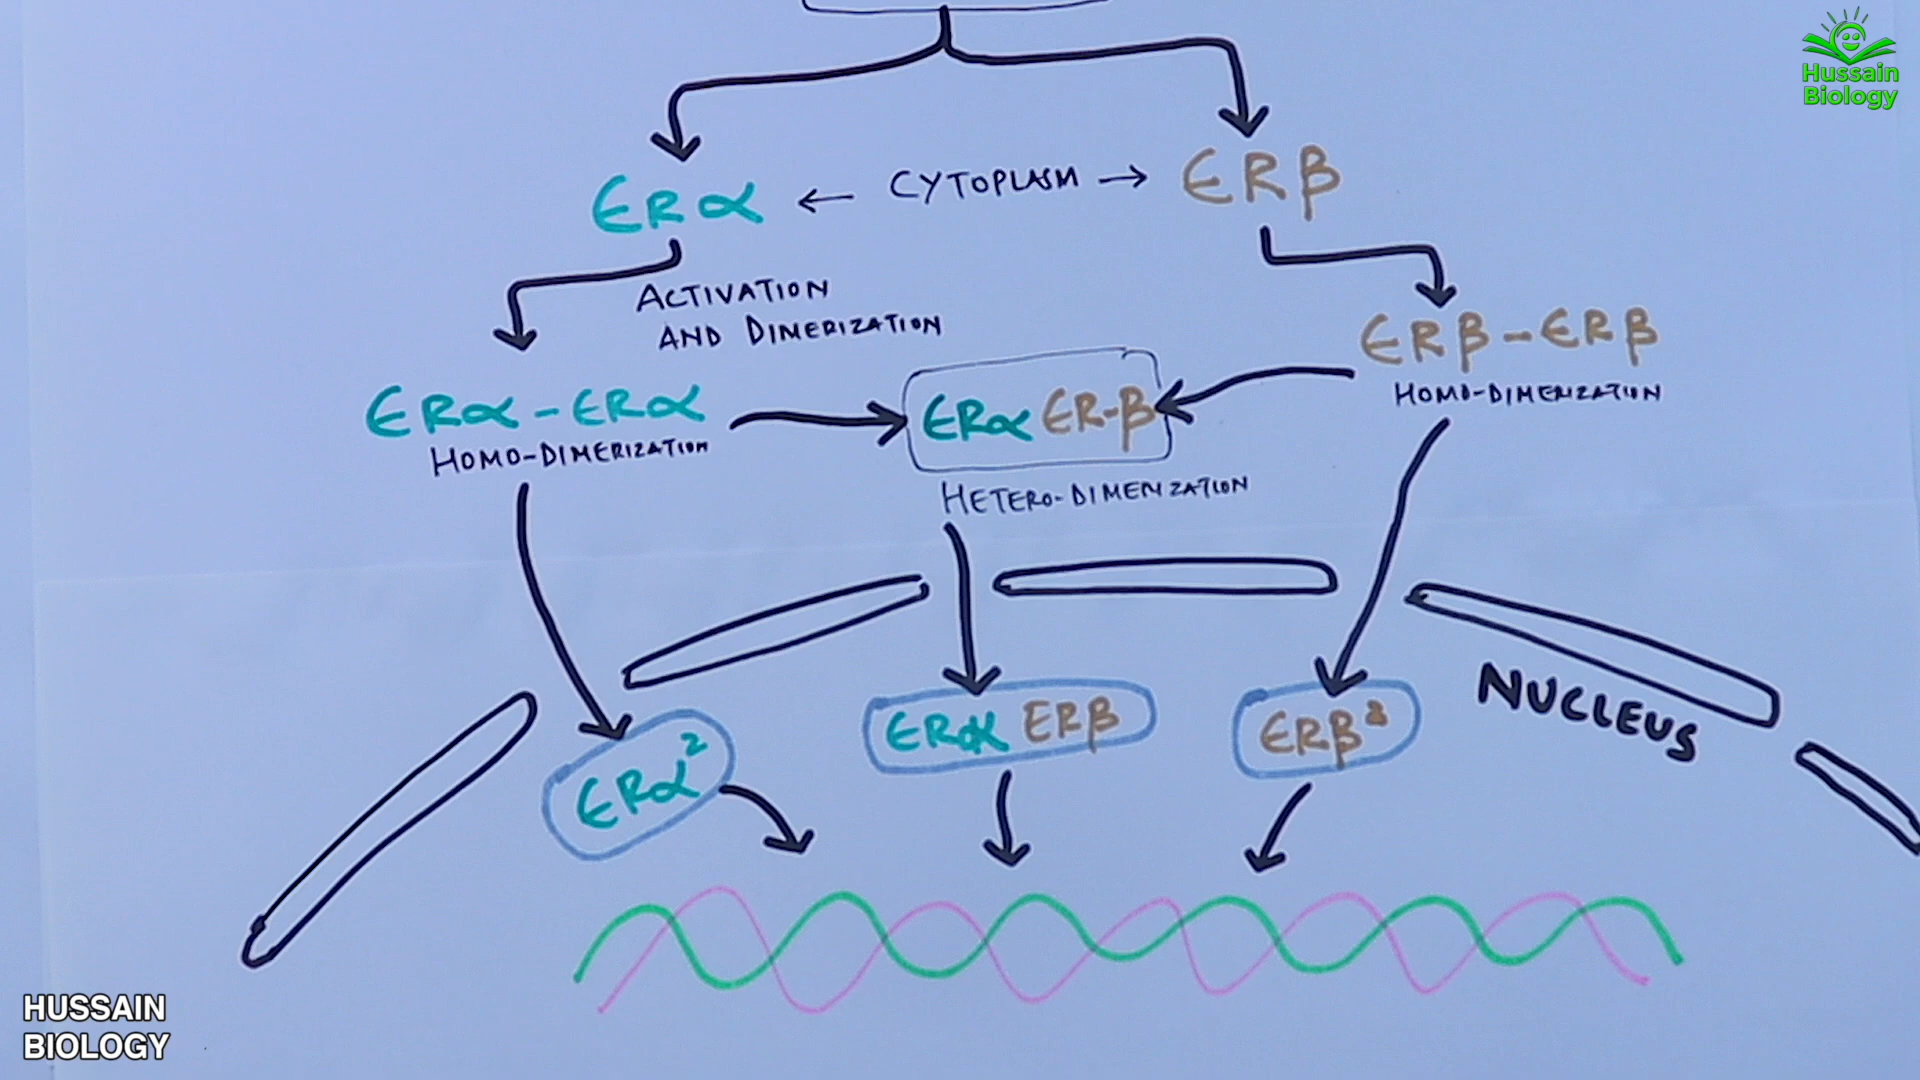 Hussain
Biology
ERα ← CYTOPLASM → ERβ
ACTIVATION
AND DIMERIZATION
ERβ-ERβ
HOMO-DIMERIZATION
ERα-ERα
HOMO-DIMERIZATION
ERα ER-β
HETERO-DIMERIZATION
NUCLEUS
ERα²
ERα ERβ
ERβ²
HUSSAIN
BIOLOGY